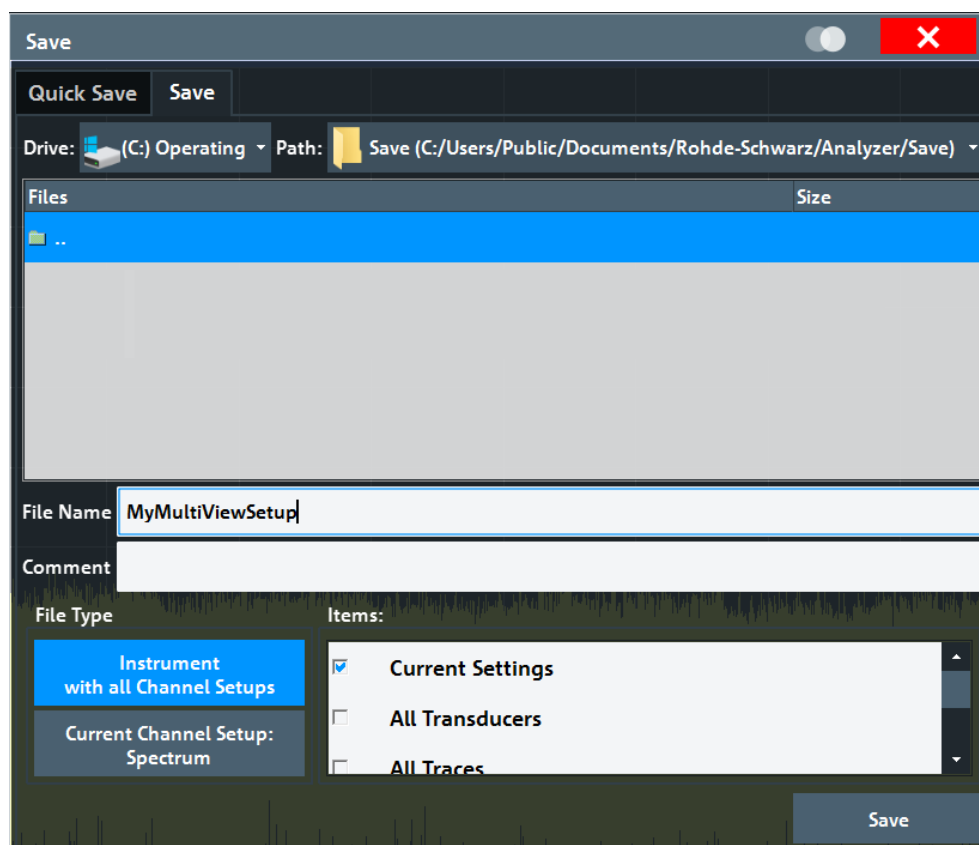 Save
Quick Save Save
Drive: (C:) Operating Path: Save (C:/Users/Public/Documents/Rohde-Schwarz/Analyzer/Save)
Files Size
..
File Name MyMultiViewSetup
Comment
File Type Items:
Instrument
with all Channel Setups
Current Channel Setup:
Spectrum
Current Settings
All Transducers
All Traces
Save